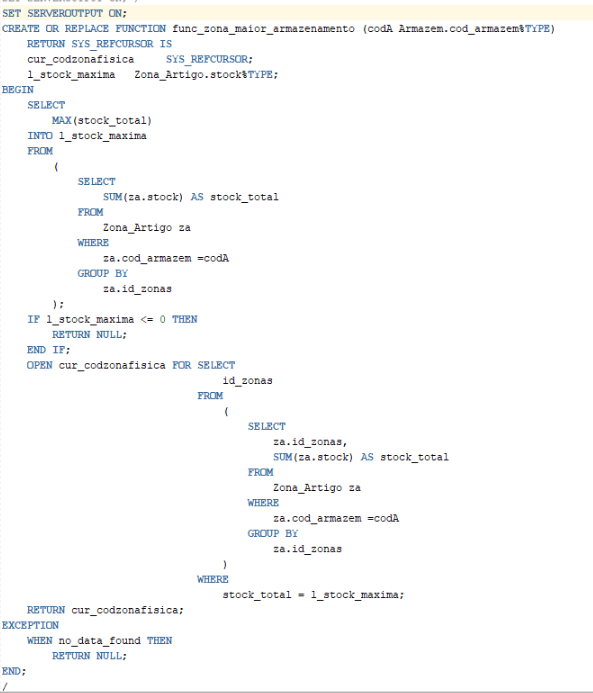 SET SERVEROUTPUT ON;
CREATE OR REPLACE FUNCTION func_zona_maior_armazenamento (codA Armazem.cod_armazem%TYPE)
RETURN SYS_REFCURSOR IS
cur_codzonafisica SYS_REFCURSOR;
l_stock_maxima Zona_Artigo.stock%TYPE;
BEGIN
SELECT
MAX(stock_total)
INTO l_stock_maxima
FROM
(
SELECT
SUM(za.stock) AS stock_total
FROM
Zona_Artigo za
WHERE
za.cod_armazem =codA
GROUP BY
za.id_zonas
);
IF l_stock_maxima <= 0 THEN
RETURN NULL;
END IF;
OPEN cur_codzonafisica FOR SELECT
id_zonas
FROM
(
SELECT
za.id_zonas,
SUM(za.stock) AS stock_total
FROM
Zona_Artigo za
WHERE
za.cod_armazem =codA
GROUP BY
za.id_zonas
)
WHERE
stock_total = l_stock_maxima;
RETURN cur_codzonafisica;
EXCEPTION
WHEN no_data_found THEN
RETURN NULL;
END;
/